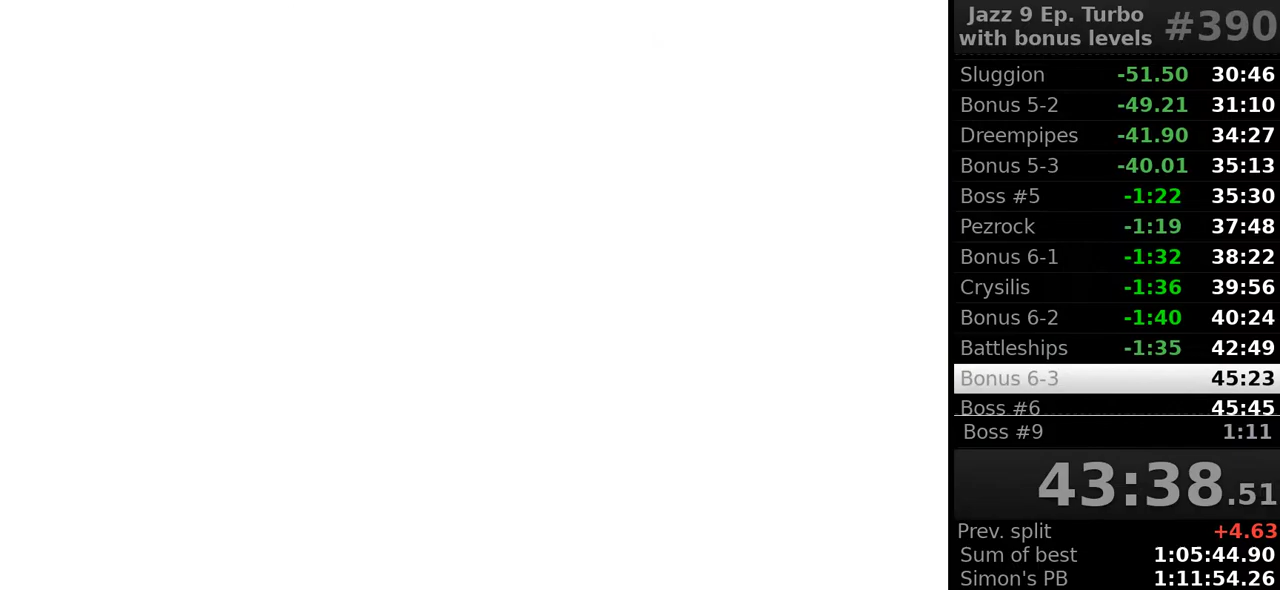 Jazz 9 Ep. Turbo
with bonus levels #390
Sluggion -51.50 30:46
Bonus 5-2 -49.21 31:10
Dreempipes -41.90 34:27
Bonus 5-3 -40.01 35:13
Boss #5 -1:22 35:30
Pezrock -1:19 37:48
Bonus 6-1 -1:32 38:22
Crysilis -1:36 39:56
Bonus 6-2 -1:40 40:24
Battleships -1:35 42:49
Bonus 6-3 45:23
Boss #6 45:45
Boss #9 1:11
43:38.51
Prev. split +4.63
Sum of best 1:05:44.90
Simon's PB 1:11:54.26